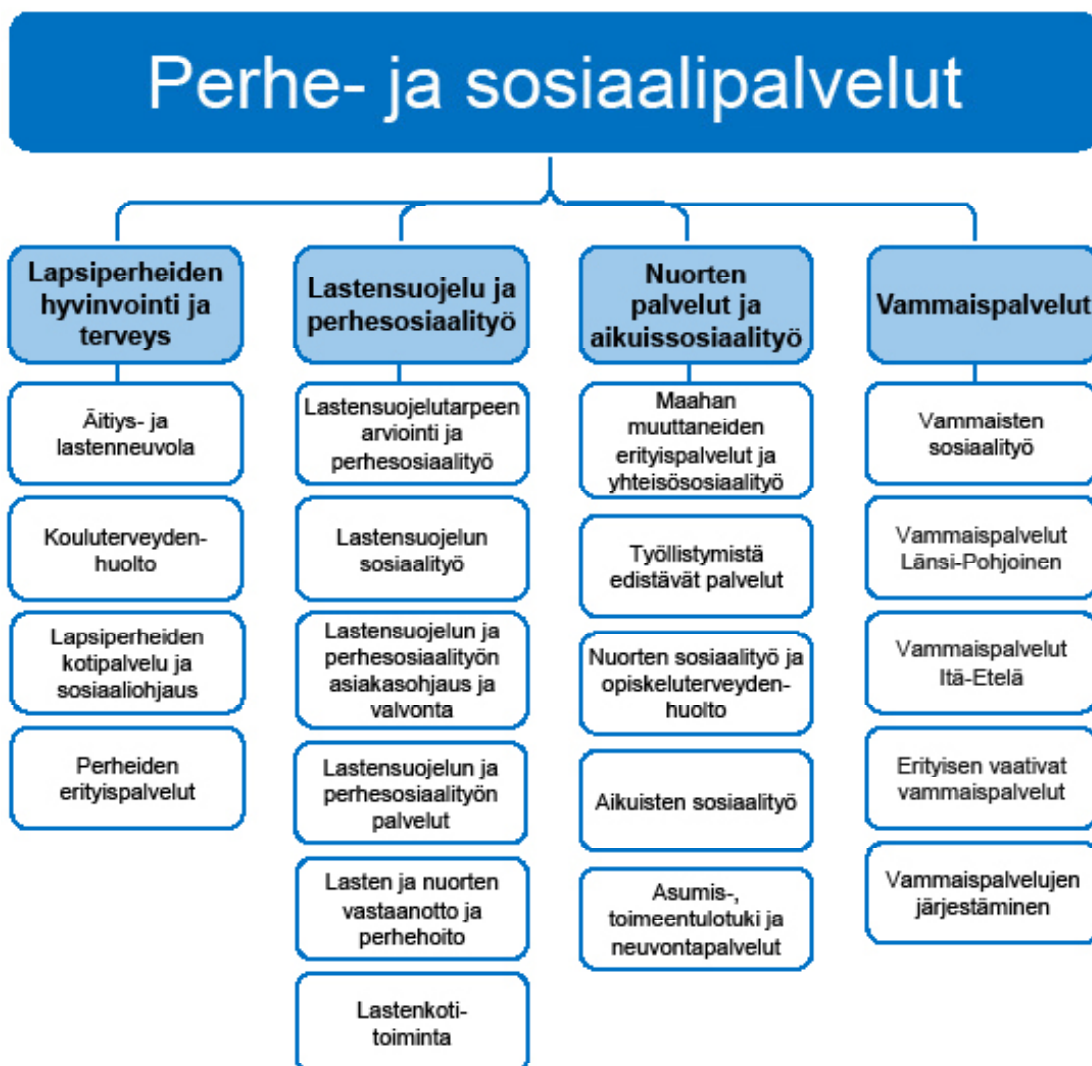 Perhe- ja sosiaalipalvelut
Lapsiperheiden
hyvinvointi ja
terveys
Äitiys- ja
lastenneuvola
Kouluterveyden-
huolto
Lapsiperheiden
kotipalvelu ja
sosiaaliohjaus
Perheiden
erityispalvelut
Lastensuojelu ja
perhesosiaalityö
Lastensuojelutarpeen
arviointi ja
perhesosiaalityö
Lastensuojelun
sosiaalityö
Lastensuojelun ja
perhesosiaalityön
asiakasohjaus ja
valvonta
Lastensuojelun ja
perhesosiaalityön
palvelut
Lasten ja nuorten
vastaanotto ja
perhehoito
Lastenkoti-
toiminta
Nuorten
palvelut ja
aikuissosiaalityö
Maahan
muuttaneiden
erityispalvelut ja
yhteisösosiaalityö
Työllistymistä
edistävät palvelut
Nuorten sosiaalityö ja
opiskeluterveyden-
huolto
Aikuisten sosiaalityö
Asumis-,
toimeentulotuki ja
neuvontapalvelut
Vammaispalvelut
Vammaisten
sosiaalityö
Vammaispalvelut
Länsi-Pohjoinen
Vammaispalvelut
Itä-Etelä
Erityisen vaativat
vammaispalvelut
Vammaispalvelujen
järjestäminen